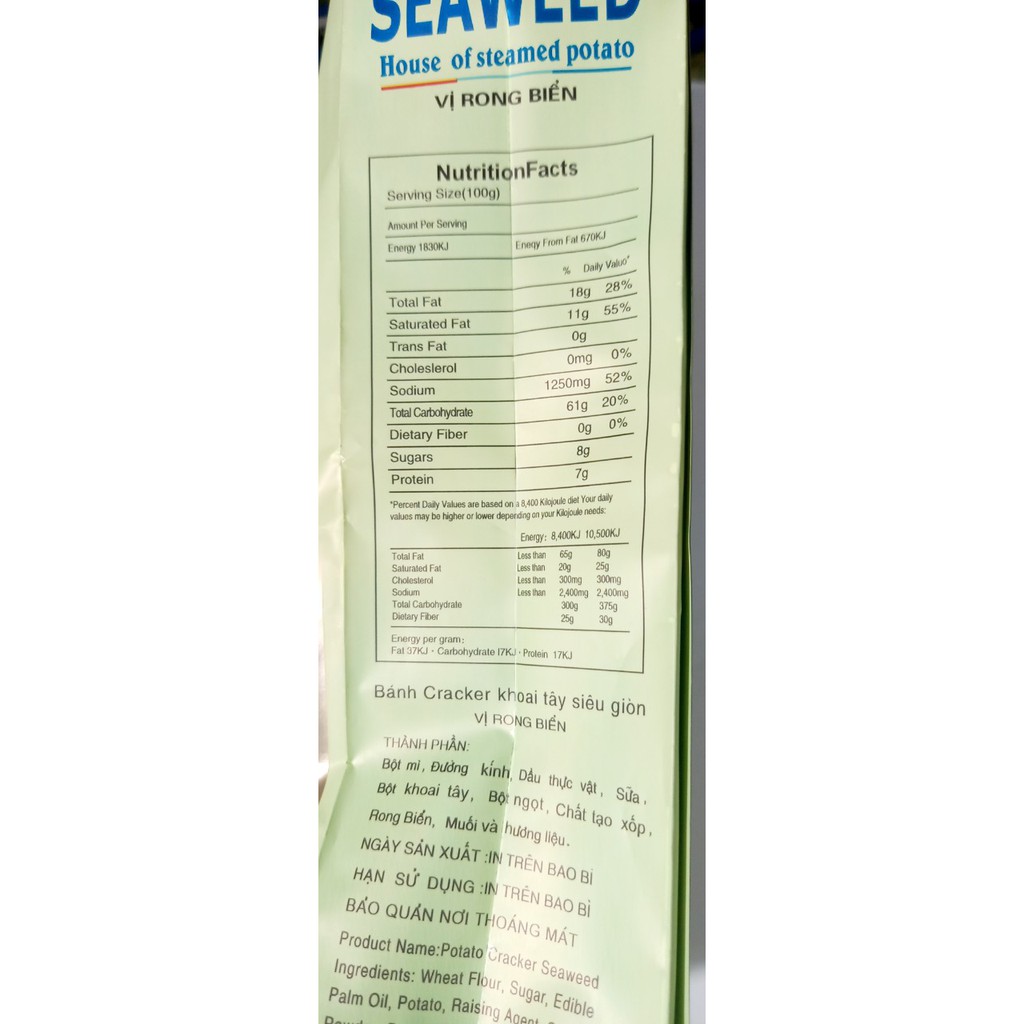 SEAWEED
House of steamed potato
VỊ RONG BIỂN
NutritionFacts
Serving Size(100g)
Amount Per Serving
Energy 1830KJ Eneqy From Fal 670KJ
% Daily Value*
Total Fat 18g 28%
Saturated Fat 11g 55%
Trans Fat 0g
Choleslerol 0mg 0%
Sodium 1250mg 52%
Total Carbohydrate 61g 20%
Dietary Fiber 0g 0%
Sugars 8g
Protein 7g
*Percent Daily Values are based on a 8,400 Kilojoule diet Your daily
values may be higher or lower depending on your Kilojoule needs:
Energy: 8,400KJ 10,500KJ
Total Fat Less than 65g 80g
Saturated Fat Less than 20g 25g
Cholesterol Less than 300mg 300mg
Sodium Less than 2,400mg 2,400mg
Total Carbohydrate 300g 375g
Dietary Fiber 25g 30g
Energy per gram:
Fat 37KJ · Carbohydrate I7KJ · Protein 17KJ
Bánh Cracker khoai tây siêu giòn
VỊ RONG BIỂN
THÀNH PHẦN:
Bột mì, Đường kính, Dầu thực vật, Sữa,
Bột khoai tây, Bột ngọt, Chất tạo xốp,
Rong Biển, Muối và hương liệu.
NGÀY SẢN XUẤT :IN TRÊN BAO BÌ
HẠN SỬ DỤNG :IN TRÊN BAO BÌ
BẢO QUẢN NƠI THOÁNG MÁT
Product Name:Potato Cracker Seaweed
Ingredients: Wheat Flour, Sugar, Edible
Palm Oil, Potato, Raising Agent,